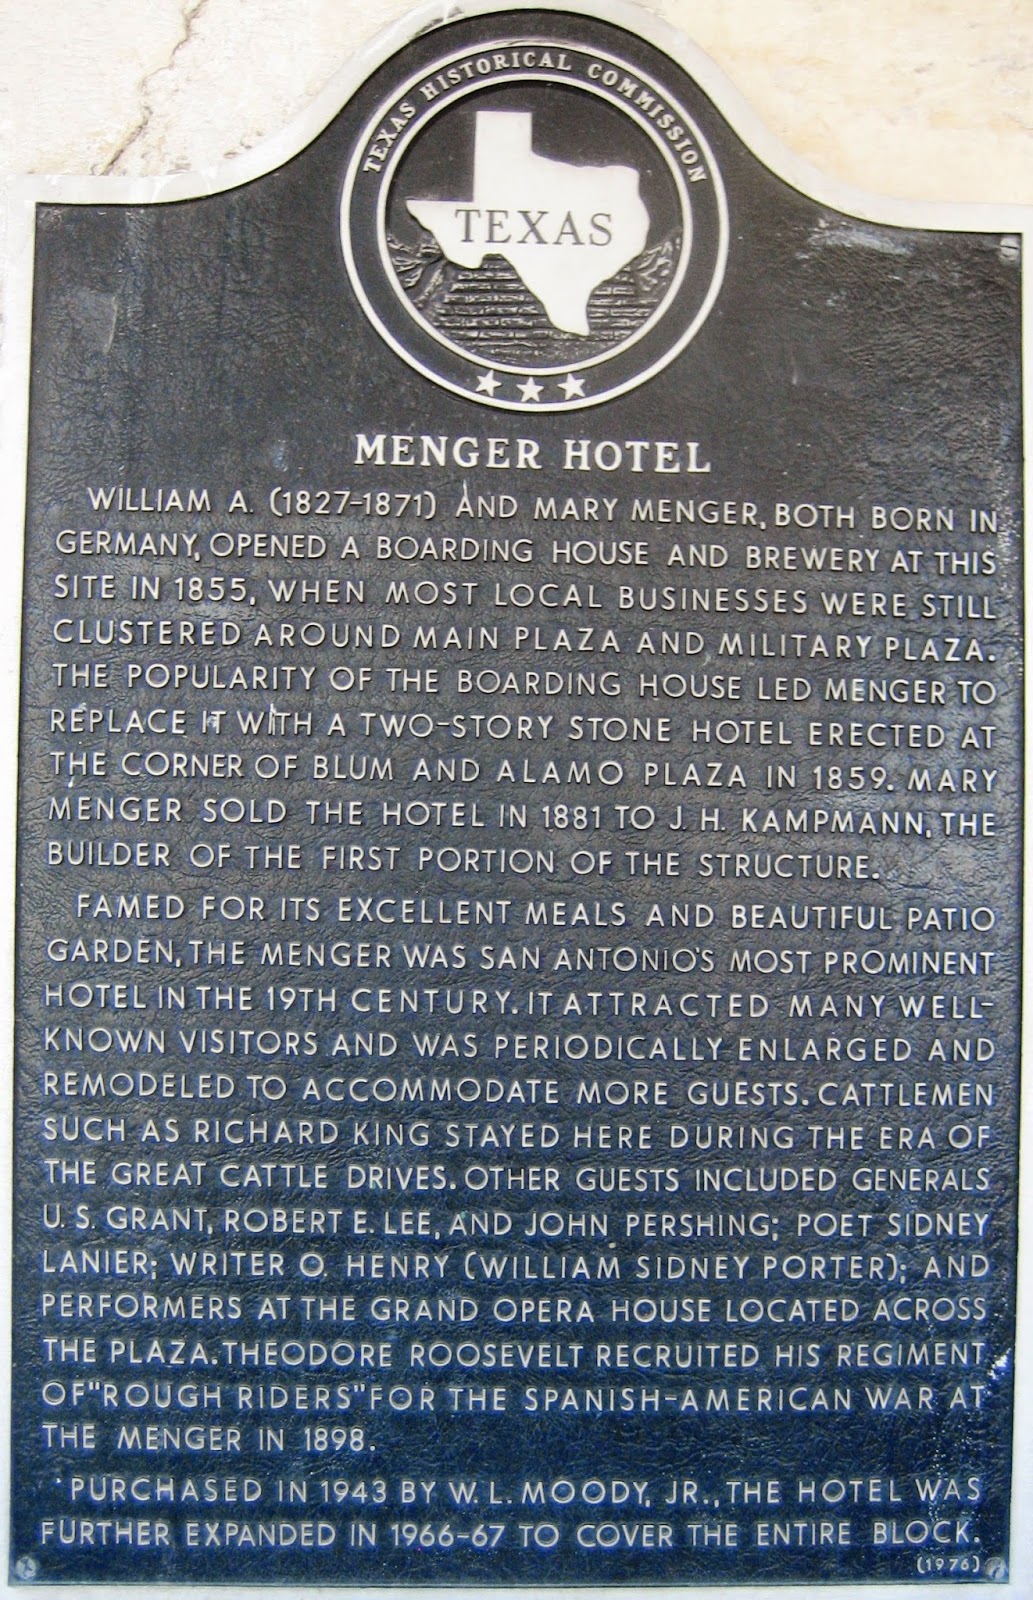 TEXAS HISTORICAL COMMISSION
TEXAS
MENGER HOTEL
WILLIAM A. (1827-1871) AND MARY MENGER, BOTH BORN IN
GERMANY, OPENED A BOARDING HOUSE AND BREWERY AT THIS
SITE IN 1855, WHEN MOST LOCAL BUSINESSES WERE STILL
CLUSTERED AROUND MAIN PLAZA AND MILITARY PLAZA.
THE POPULARITY OF THE BOARDING HOUSE LED MENGER TO
REPLACE IT WITH A TWO-STORY STONE HOTEL ERECTED AT
THE CORNER OF BLUM AND ALAMO PLAZA IN 1859. MARY
MENGER SOLD THE HOTEL IN 1881 TO J. H. KAMPMANN, THE
BUILDER OF THE FIRST PORTION OF THE STRUCTURE.
FAMED FOR ITS EXCELLENT MEALS AND BEAUTIFUL PATIO
GARDEN, THE MENGER WAS SAN ANTONIO'S MOST PROMINENT
HOTEL IN THE 19TH CENTURY. IT ATTRACTED MANY WELL-
KNOWN VISITORS AND WAS PERIODICALLY ENLARGED AND
REMODELED TO ACCOMMODATE MORE GUESTS. CATTLEMEN
SUCH AS RICHARD KING STAYED HERE DURING THE ERA OF
THE GREAT CATTLE DRIVES. OTHER GUESTS INCLUDED GENERALS
U. S. GRANT, ROBERT E. LEE, AND JOHN PERSHING; POET SIDNEY
LANIER; WRITER O. HENRY (WILLIAM SIDNEY PORTER); AND
PERFORMERS AT THE GRAND OPERA HOUSE LOCATED ACROSS
THE PLAZA. THEODORE ROOSEVELT RECRUITED HIS REGIMENT
OF "ROUGH RIDERS" FOR THE SPANISH-AMERICAN WAR AT
THE MENGER IN 1898.
PURCHASED IN 1943 BY W. L. MOODY, JR., THE HOTEL WAS
FURTHER EXPANDED IN 1966-67 TO COVER THE ENTIRE BLOCK.
(1976)